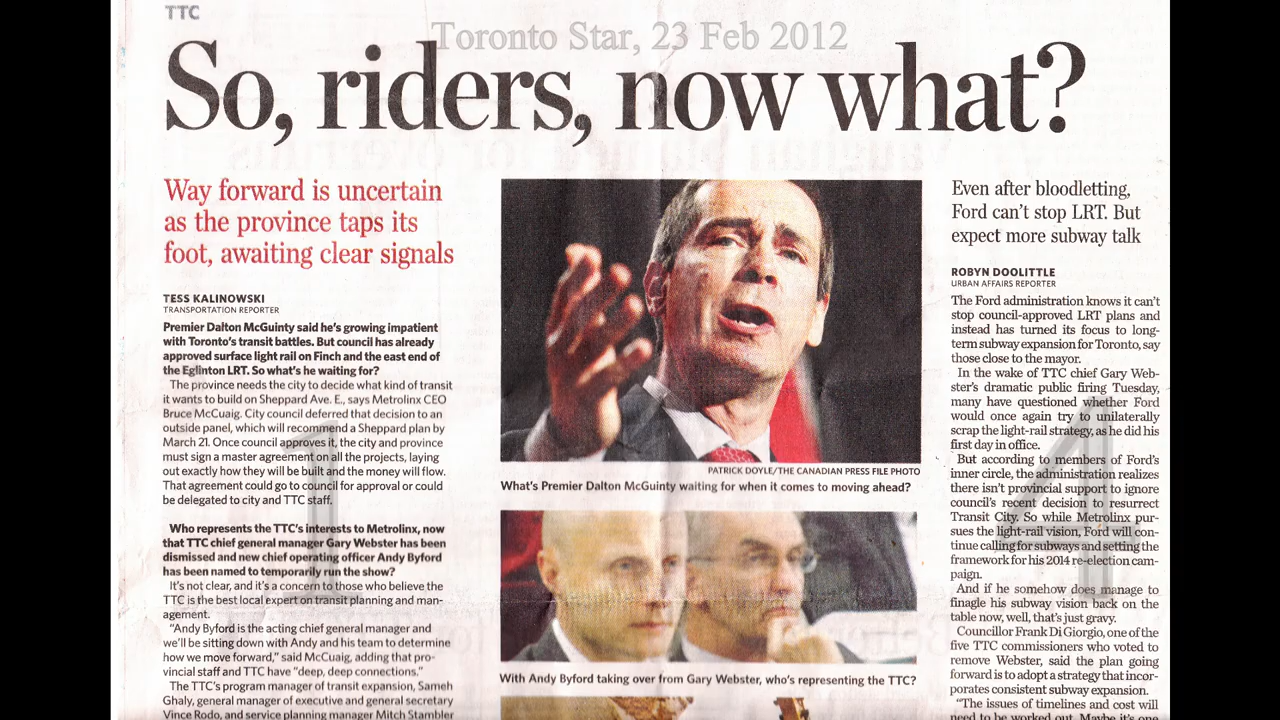 TTC
Toronto Star, 23 Feb 2012
So, riders, now what?
Way forward is uncertain
as the province taps its
foot, awaiting clear signals
TESS KALINOWSKI
TRANSPORTATION REPORTER
Premier Dalton McGuinty said he's growing impatient
with Toronto's transit battles. But council has already
approved surface light rail on Finch and the east end of
the Eglinton LRT. So what's he waiting for?
The province needs the city to decide what kind of transit
it wants to build on Sheppard Ave. E., says Metrolinx CEO
Bruce McCuaig. City council deferred that decision to an
outside panel, which will recommend a Sheppard plan by
March 21. Once council approves it, the city and province
must sign a master agreement on all the projects, laying
out exactly how they will be built and the money will flow.
That agreement could go to council for approval or could
be delegated to city and TTC staff.
Who represents the TTC's interests to Metrolinx, now
that TTC chief general manager Gary Webster has been
dismissed and new chief operating officer Andy Byford
has been named to temporarily run the show?
It's not clear, and it's a concern to those who believe the
TTC is the best local expert on transit planning and man-
agement.
"Andy Byford is the acting chief general manager and
we'll be sitting down with Andy and his team to determine
how we move forward," said McCuaig, adding that pro-
vincial staff and TTC have "deep, deep connections."
The TTC's program manager of transit expansion, Sameh
Ghaly, general manager of executive and general secretary
Vince Rodo, and service planning manager Mitch Stambler
PATRICK DOYLE/THE CANADIAN PRESS FILE PHOTO
What's Premier Dalton McGuinty waiting for when it comes to moving ahead?
With Andy Byford taking over from Gary Webster, who's representing the TTC?
Even after bloodletting,
Ford can't stop LRT. But
expect more subway talk
ROBYN DOOLITTLE
URBAN AFFAIRS REPORTER
The Ford administration knows it can't
stop council-approved LRT plans and
instead has turned its focus to long-
term subway expansion for Toronto, say
those close to the mayor.
In the wake of TTC chief Gary Web-
ster's dramatic public firing Tuesday,
many have questioned whether Ford
would once again try to unilaterally
scrap the light-rail strategy, as he did his
first day in office.
But according to members of Ford's
inner circle, the administration realizes
there isn't provincial support to ignore
council's recent decision to resurrect
Transit City. So while Metrolinx pur-
sues the light-rail vision, Ford will con-
tinue calling for subways and setting the
framework for his 2014 re-election cam-
paign.
And if he somehow does manage to
finagle his subway vision back on the
table now, well, that's just gravy.
Councillor Frank Di Giorgio, one of the
five TTC commissioners who voted to
remove Webster, said the plan going
forward is to adopt a strategy that incor-
porates consistent subway expansion.
"The issues of timelines and cost will
need to be worked out. Maybe it's one